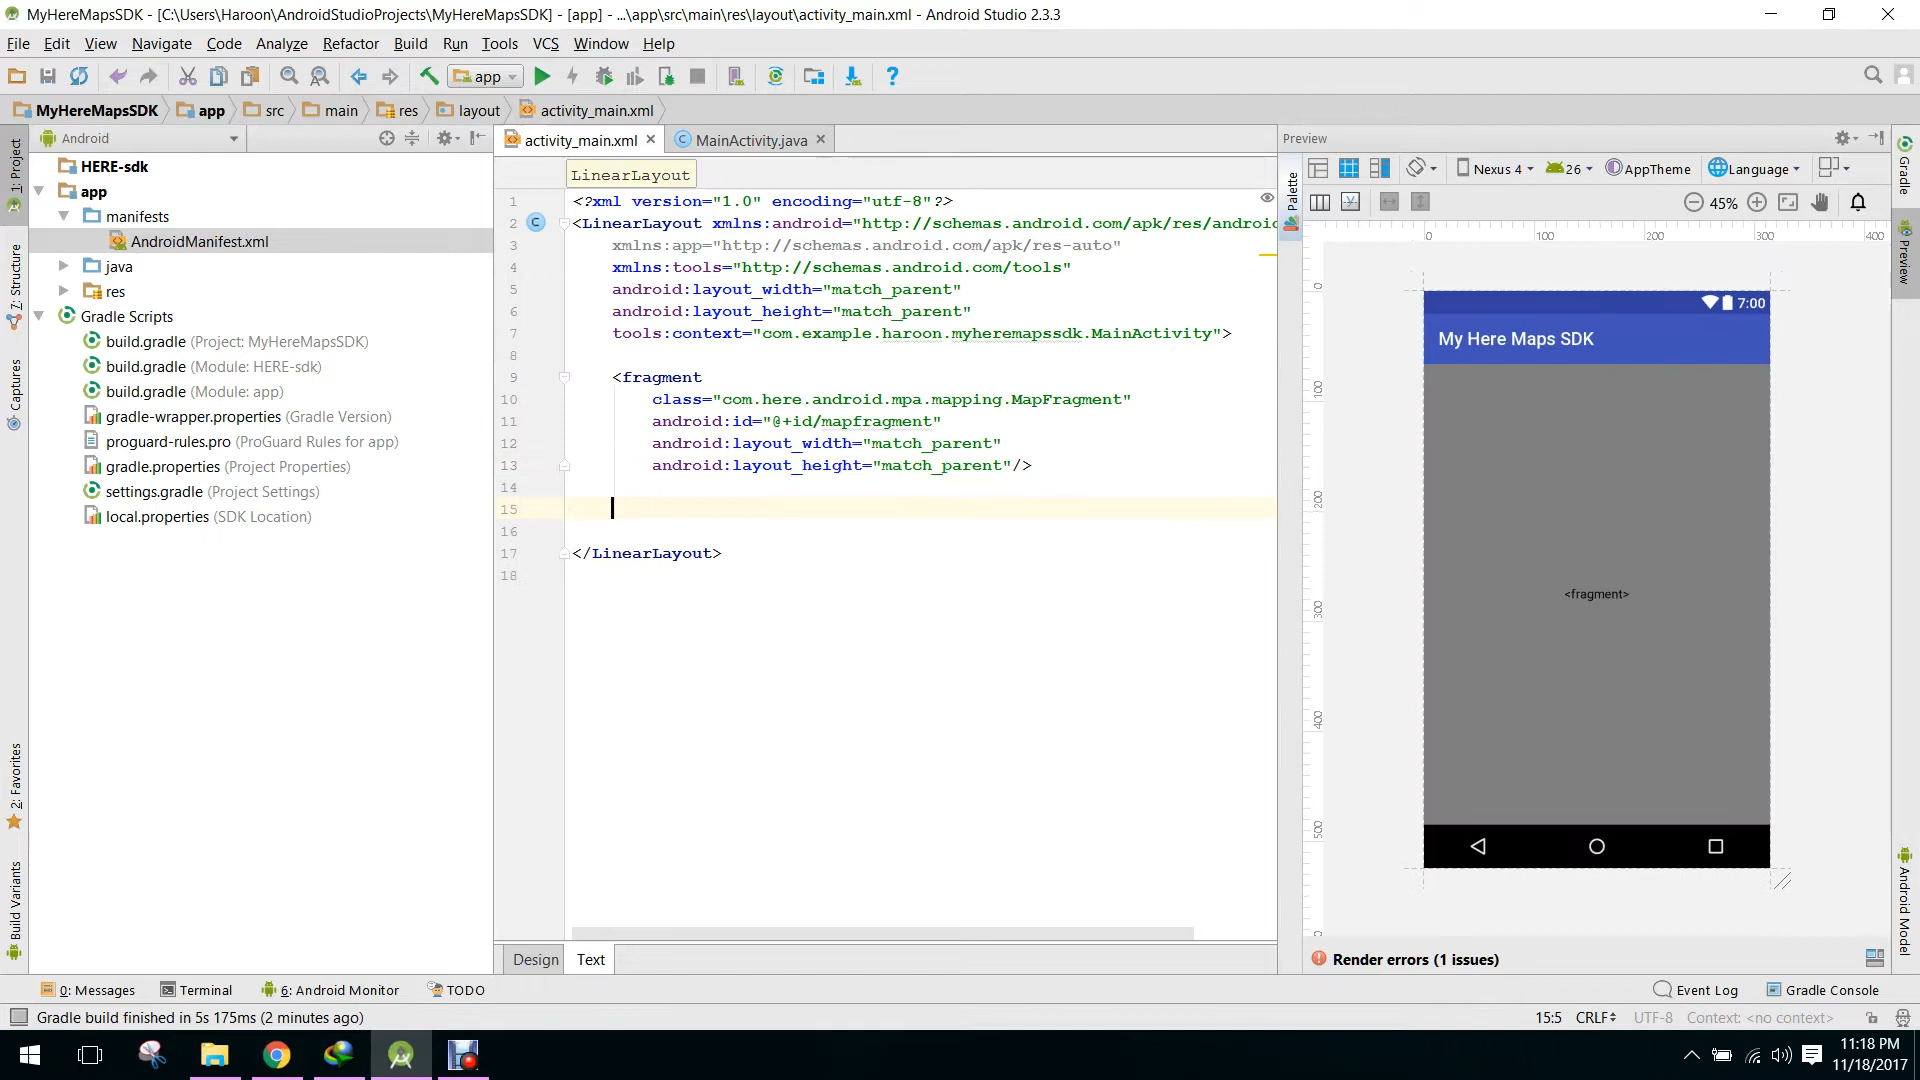 MyHereMapsSDK - [C:\Users\Haroon\AndroidStudioProjects\MyHereMapsSDK] - [app] - ...\app\src\main\res\layout\activity_main.xml - Android Studio 2.3.3
File Edit View Navigate Code Analyze Refactor Build Run Tools VCS Window Help
app
MyHereMapsSDK app src main res layout activity_main.xml
Android
activity_main.xml MainActivity.java
Preview
1: Project
7: Structure
Captures
2: Favorites
Build Variants
HERE-sdk
app
manifests
AndroidManifest.xml
java
res
Gradle Scripts
build.gradle (Project: MyHereMapsSDK)
build.gradle (Module: HERE-sdk)
build.gradle (Module: app)
gradle-wrapper.properties (Gradle Version)
proguard-rules.pro (ProGuard Rules for app)
gradle.properties (Project Properties)
settings.gradle (Project Settings)
local.properties (SDK Location)
LinearLayout
1 <?xml version="1.0" encoding="utf-8"?>
2 <LinearLayout xmlns:android="http://schemas.android.com/apk/res/androi
3 xmlns:app="http://schemas.android.com/apk/res-auto"
4 xmlns:tools="http://schemas.android.com/tools"
5 android:layout_width="match_parent"
6 android:layout_height="match_parent"
7 tools:context="com.example.haroon.myheremapssdk.MainActivity">
8
9 <fragment
10 class="com.here.android.mpa.mapping.MapFragment"
11 android:id="@+id/mapfragment"
12 android:layout_width="match_parent"
13 android:layout_height="match_parent"/>
14
15
16
17 </LinearLayout>
18
Design Text
Palette
Nexus 4 26 AppTheme Language
45%
0 100 200 300 400
0
100
200
300
400
500
7:00
My Here Maps SDK
<fragment>
Render errors (1 issues)
Gradle
Preview
Android Model
0: Messages Terminal 6: Android Monitor TODO Event Log Gradle Console
Gradle build finished in 5s 175ms (2 minutes ago) 15:5 CRLF UTF-8 Context: <no context>
11:18 PM
11/18/2017